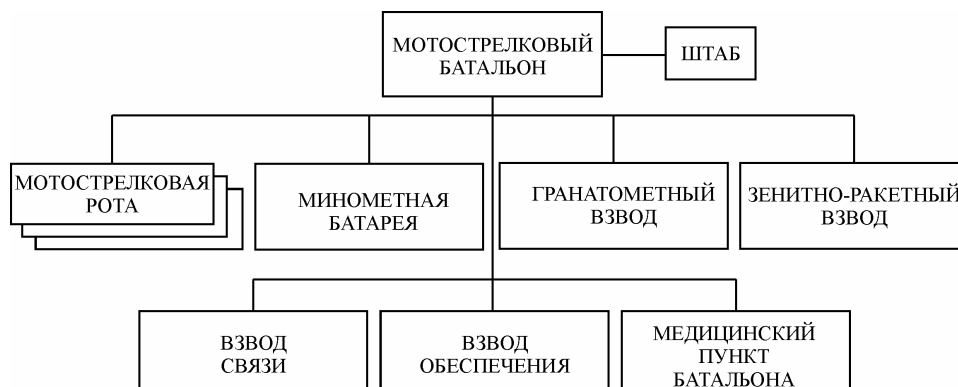 МОТОСТРЕЛКОВЫЙ
БАТАЛЬОН
ШТАБ
МОТОСТРЕЛКОВАЯ
РОТА
МИНОМЕТНАЯ
БАТАРЕЯ
ГРАНАТОМЕТНЫЙ
ВЗВОД
ЗЕНИТНО-РАКЕТНЫЙ
ВЗВОД
ВЗВОД
СВЯЗИ
ВЗВОД
ОБЕСПЕЧЕНИЯ
МЕДИЦИНСКИЙ
ПУНКТ
БАТАЛЬОНА